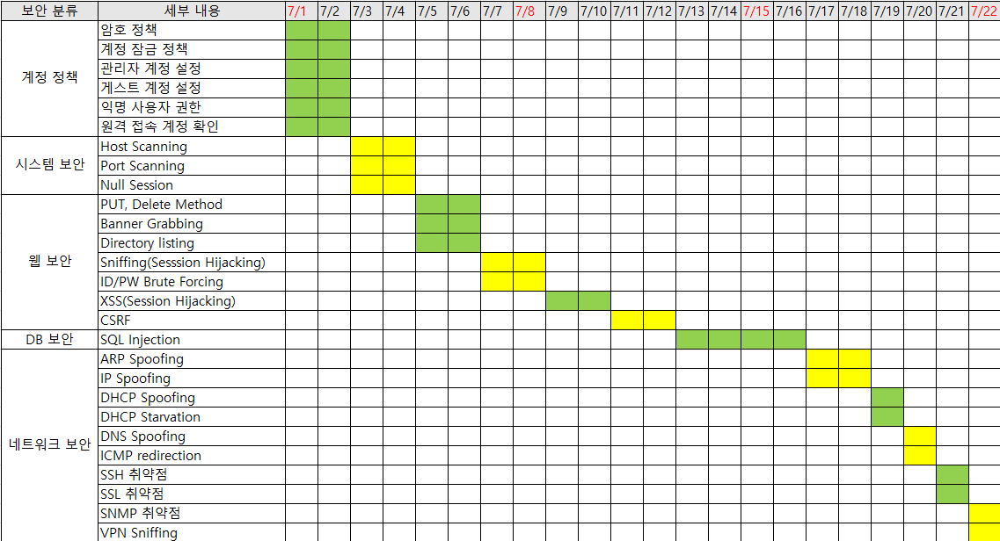 보안 분류 세부 내용 7/1 7/2 7/3 7/4 7/5 7/6 7/7 7/8 7/9 7/10 7/11 7/12 7/13 7/14 7/15 7/16 7/17 7/18 7/19 7/20 7/21 7/22
계정 정책
암호 정책
계정 잠금 정책
관리자 계정 설정
게스트 계정 설정
익명 사용자 권한
원격 접속 계정 확인
시스템 보안
Host Scanning
Port Scanning
Null Session
웹 보안
PUT, Delete Method
Banner Grabbing
Directory listing
Sniffing(Sesssion Hijacking)
ID/PW Brute Forcing
XSS(Session Hijacking)
CSRF
DB 보안 SQL Injection
네트워크 보안
ARP Spoofing
IP Spoofing
DHCP Spoofing
DHCP Starvation
DNS Spoofing
ICMP redirection
SSH 취약점
SSL 취약점
SNMP 취약점
VPN Sniffing